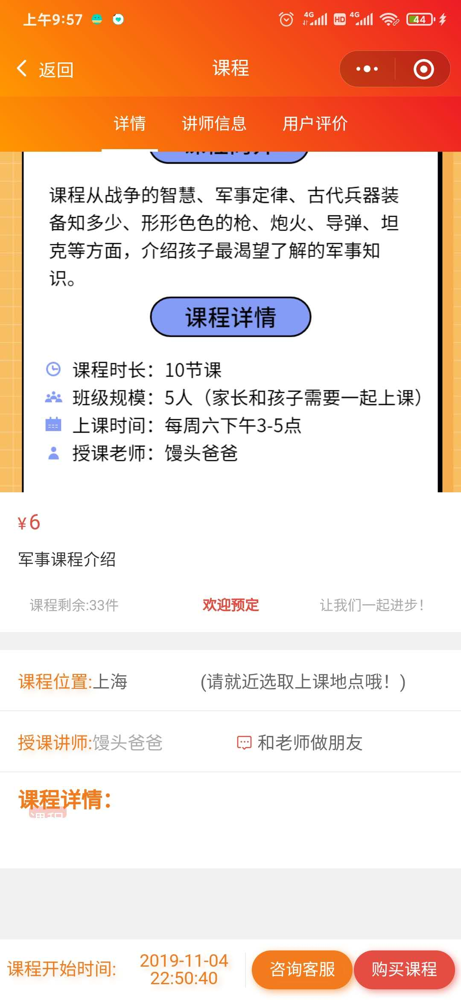 上午9:57
4G
HD
4G
44
返回
课程
详情
讲师信息
用户评价
课程从战争的智慧、军事定律、古代兵器装
备知多少、形形色色的枪、炮火、导弹、坦
克等方面，介绍孩子最渴望了解的军事知
识。
课程详情
课程时长：10节课
班级规模：5人（家长和孩子需要一起上课）
上课时间：每周六下午3-5点
授课老师：馒头爸爸
¥6
军事课程介绍
课程剩余:33件
欢迎预定
让我们一起进步！
课程位置:上海
(请就近选取上课地点哦！)
授课讲师:馒头爸爸
和老师做朋友
课程详情：
课程开始时间:
2019-11-04
22:50:40
咨询客服
购买课程